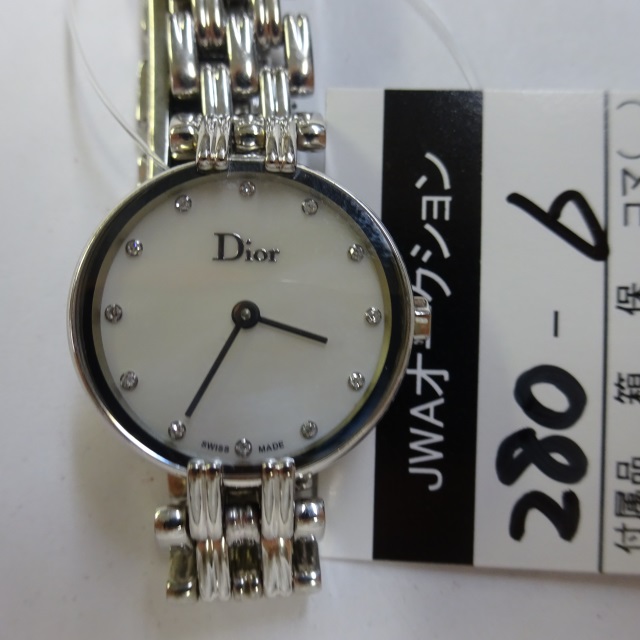 Dior
SWISS MADE
JWAオークション
280-6
付属品 箱 保 コマ( )